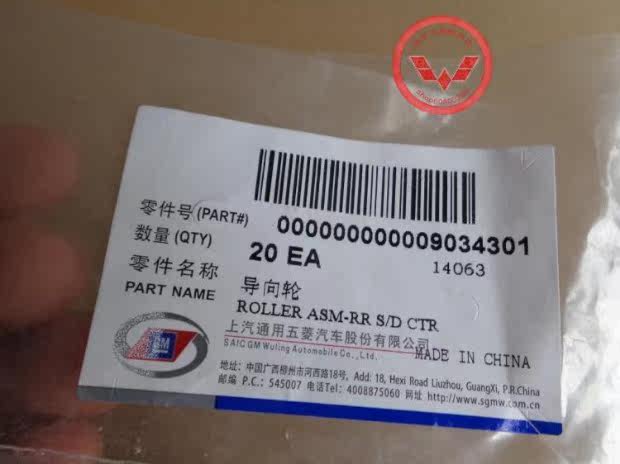 零件号(PART#) 000000000009034301
数量(QTY) 20 EA 14063
零件名称 导向轮
PART NAME ROLLER ASM-RR S/D CTR
上汽通用五菱汽车股份有限公司
SAIC GM Wuling Automobile Co., Ltd. MADE IN CHINA
地址: 中国广西柳州市河西路18号, Add: 18, Hexi Road Liuzhou, GuangXi, P.R.China
邮编 P.C.: 545007 电话Tel: 4008875060 网址 http://www.sgmw.com.cn
GM